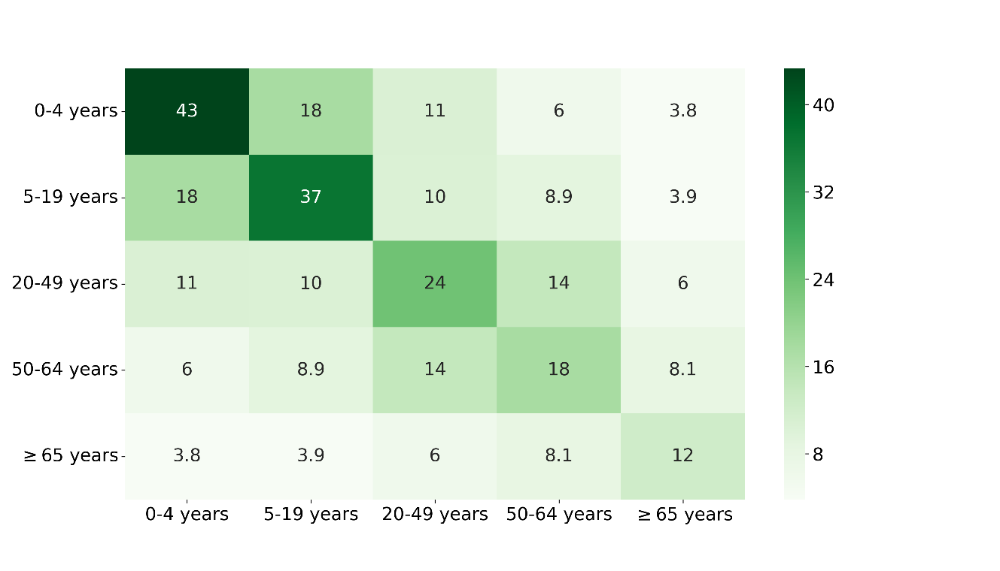 0-4 years 43 18 11 6 3.8
5-19 years 18 37 10 8.9 3.9
20-49 years 11 10 24 14 6
50-64 years 6 8.9 14 18 8.1
≥ 65 years 3.8 3.9 6 8.1 12
0-4 years 5-19 years 20-49 years 50-64 years ≥ 65 years
40
32
24
16
8